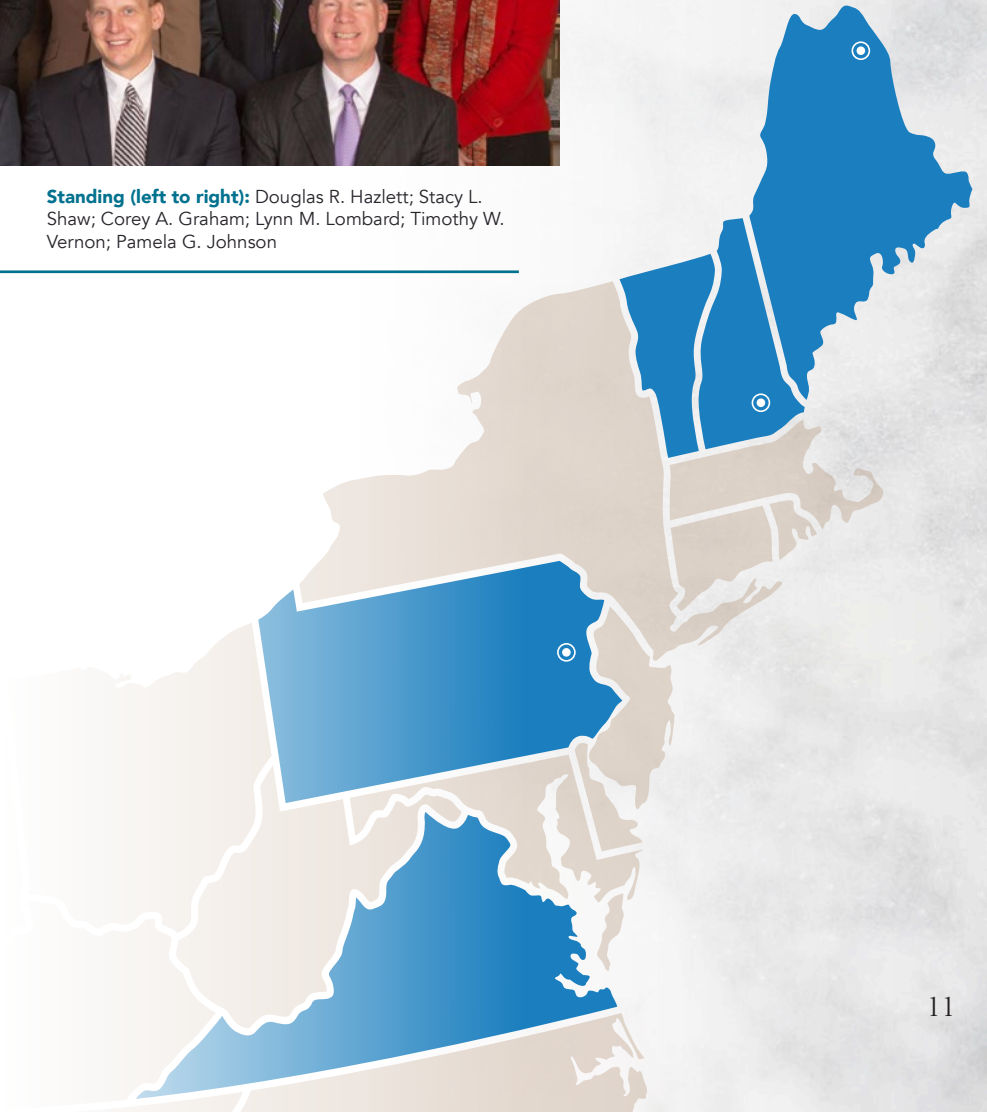 Standing (left to right): Douglas R. Hazlett; Stacy L.
Shaw; Corey A. Graham; Lynn M. Lombard; Timothy W.
Vernon; Pamela G. Johnson
11